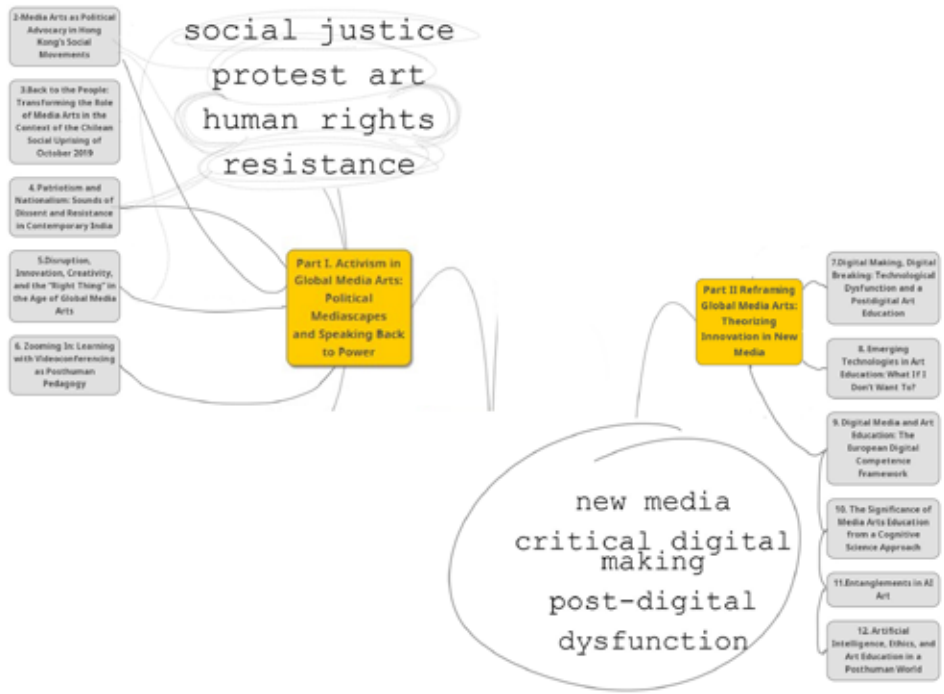 2-Media Arts as Political
Advocacy in Hong
Kong's Social
Movements
3.Back to the People:
Transforming the Role
of Media Arts in the
Context of the Chilean
Social Uprising of
October 2019
4. Patriotism and
Nationalism: Sounds of
Dissent and Resistance
in Contemporary India
5.Disruption,
Innovation, Creativity,
and the "Right Thing" in
the Age of Global Media
Arts
6. Zooming In: Learning
with Videoconferencing
as Posthuman
Pedagogy
social justice
protest art
human rights
resistance
Part I. Activism in
Global Media Arts:
Political
Mediascapes
and Speaking Back
to Power
Part II Reframing
Global Media Arts:
Theorizing
Innovation in New
Media
7.Digital Making, Digital
Breaking: Technological
Dysfunction and a
Postdigital Art
Education
8. Emerging
Technologies in Art
Education: What If I
Don't Want To?
9. Digital Media and Art
Education: The
European Digital
Competence
Framework
10. The Significance of
Media Arts Education
from a Cognitive
Science Approach
11.Entanglements in AI
Art
12. Artificial
Intelligence, Ethics, and
Art Education in a
Posthuman World
new media
critical digital
making
post-digital
dysfunction